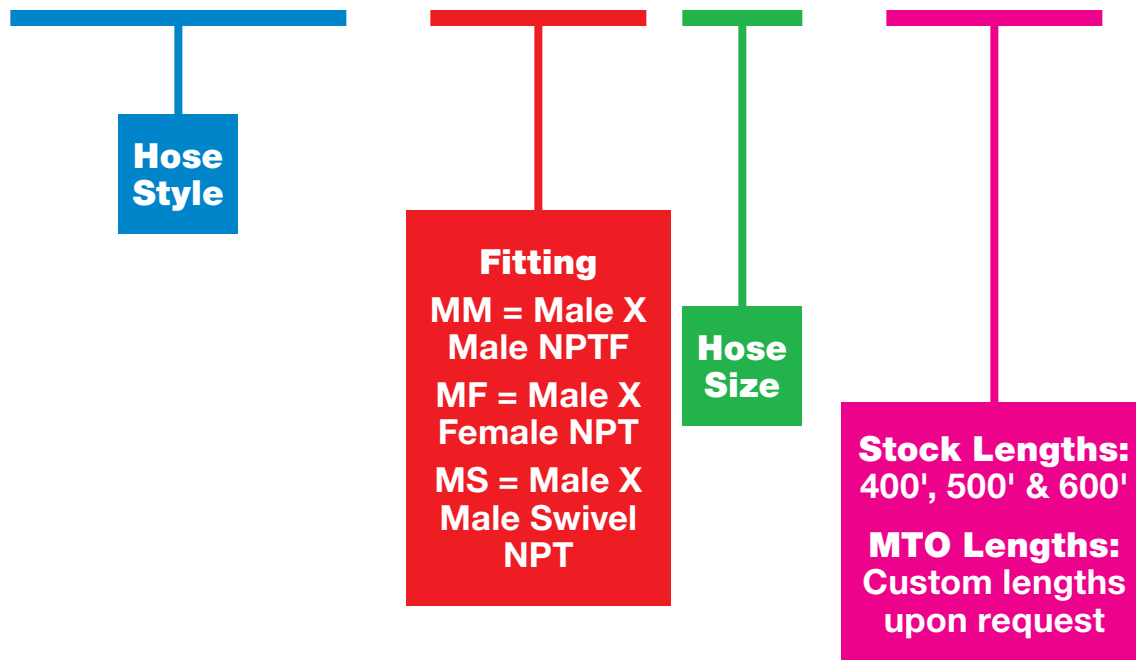 Hose
Style
Fitting
MM = Male X
Male NPTF
MF = Male X
Female NPT
MS = Male X
Male Swivel
NPT
Hose
Size
Stock Lengths:
400', 500' & 600'
MTO Lengths:
Custom lengths
upon request